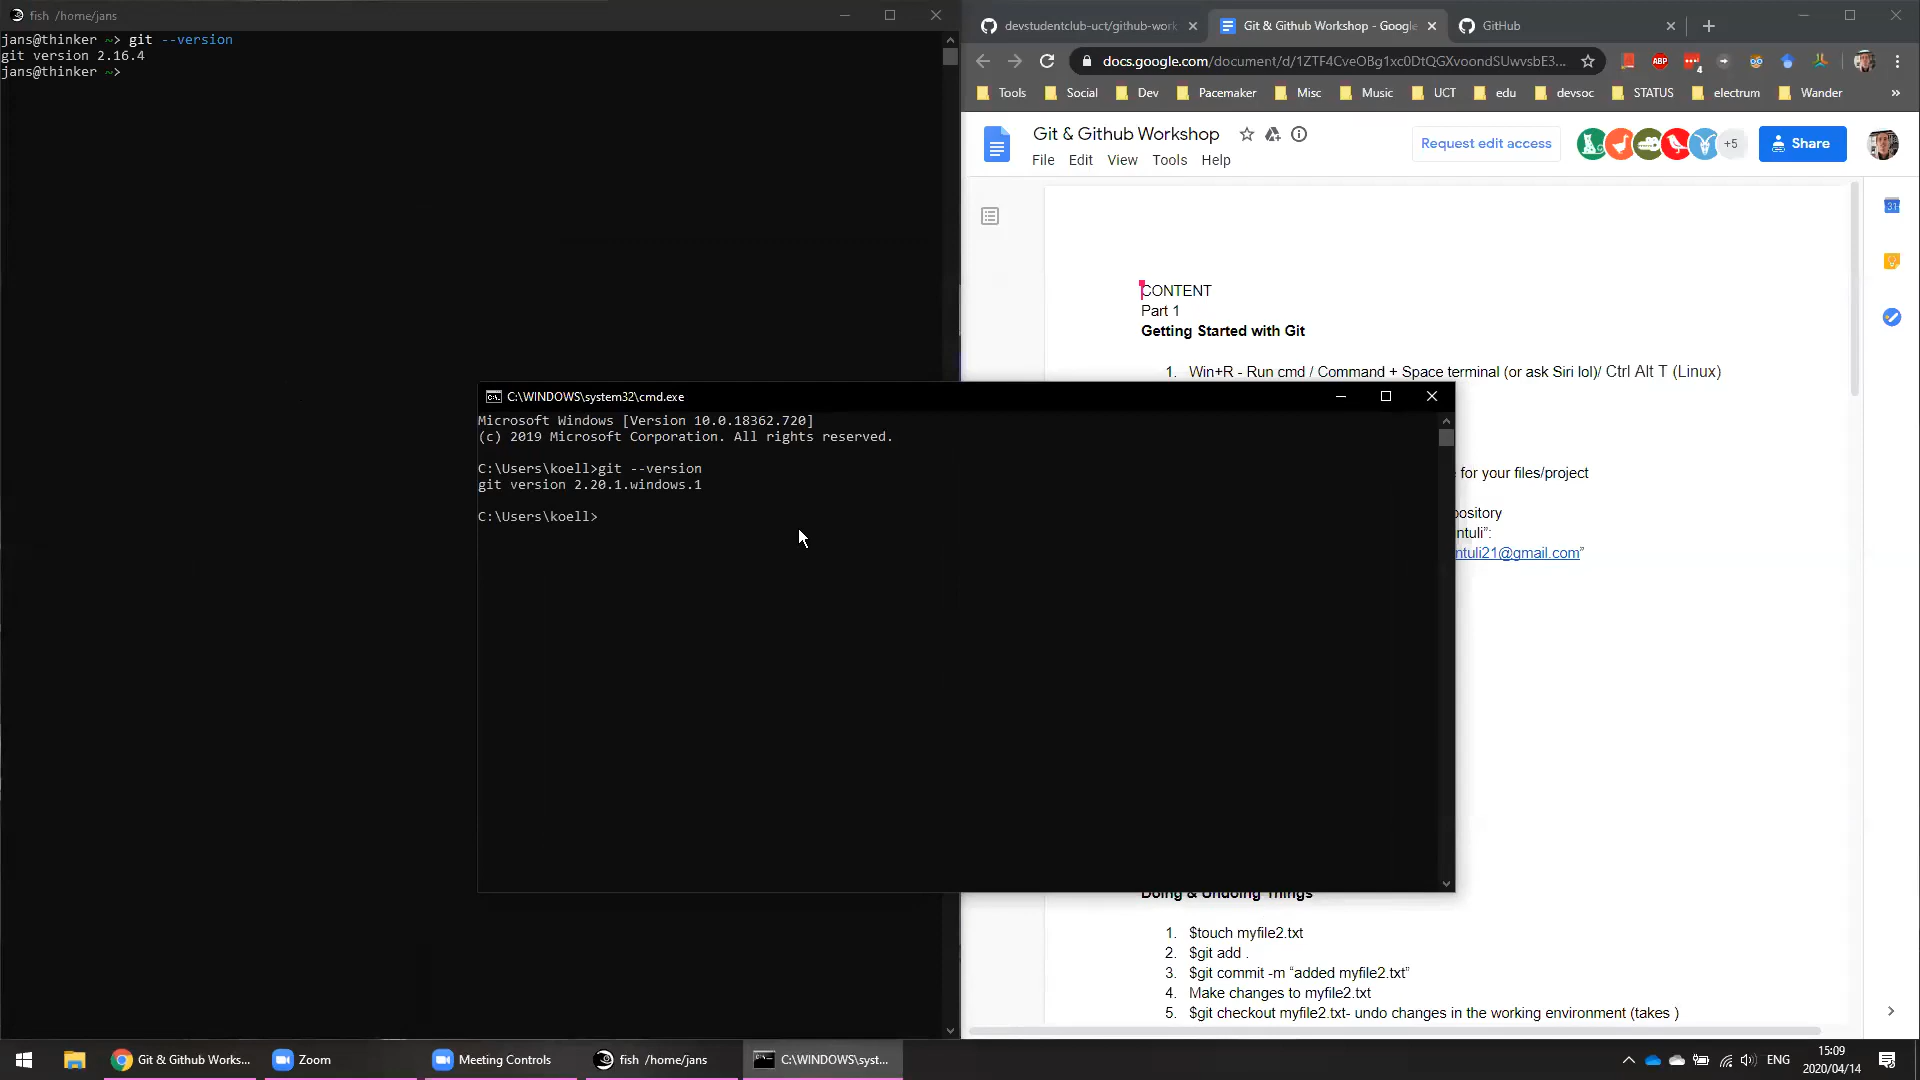 fish /home/jans
jans@thinker ~> git --version
git version 2.16.4
jans@thinker ~>
devstudentclub-uct/github-work
Git & Github Workshop - Google
GitHub
docs.google.com/document/d/1ZTF4CveOBg1xc0DtQGXvoondSUwvsbE3...
ABP
4
Tools
Social
Dev
Pacemaker
Misc
Music
UCT
edu
devsoc
STATUS
electrum
Wander
»
Git & Github Workshop
File Edit View Tools Help
Request edit access
+5
Share
31
CONTENT
Part 1
Getting Started with Git
1. Win+R - Run cmd / Command + Space terminal (or ask Siri lol)/ Ctrl Alt T (Linux)
for your files/project
ository
ntuli”:
ntuli21@gmail.com”
C:\WINDOWS\system32\cmd.exe
Microsoft Windows [Version 10.0.18362.720]
(c) 2019 Microsoft Corporation. All rights reserved.
C:\Users\koell>git --version
git version 2.20.1.windows.1
C:\Users\koell>
Doing & Undoing Things
1. $touch myfile2.txt
2. $git add .
3. $git commit -m “added myfile2.txt”
4. Make changes to myfile2.txt
5. $git checkout myfile2.txt- undo changes in the working environment (takes )
Git & Github Works...
Zoom
Meeting Controls
fish /home/jans
C:\WINDOWS\syst...
ENG
15:09
2020/04/14